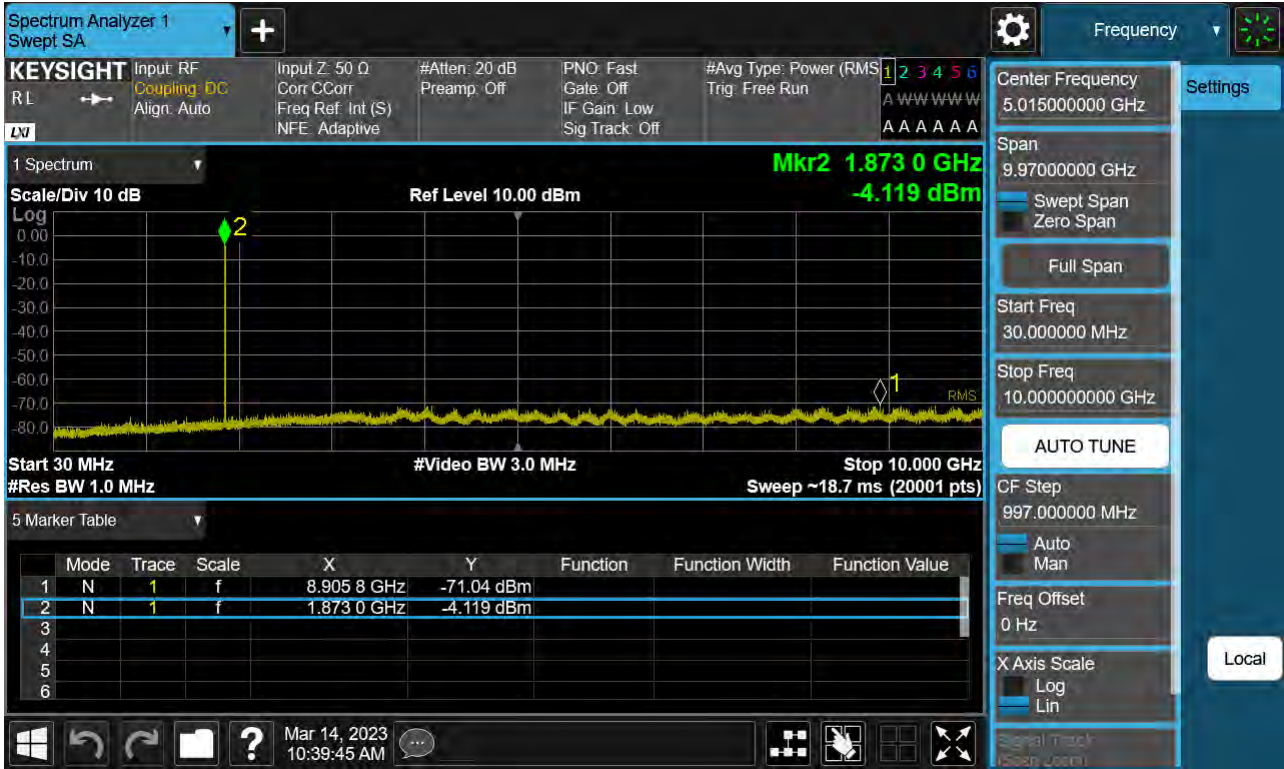 Spectrum Analyzer 1
Swept SA
Frequency
KEYSIGHT
R L
LXI
Input: RF
Coupling: DC
Align: Auto
Input Z: 50 Ω
Corr CCorr
Freq Ref: Int (S)
NFE: Adaptive
#Atten: 20 dB
Preamp: Off
PNO: Fast
Gate: Off
IF Gain: Low
Sig Track: Off
#Avg Type: Power (RMS
Trig: Free Run
1 2 3 4 5 6
A W W W W W
A A A A A A
1 Spectrum
Mkr2 1.873 0 GHz
Scale/Div 10 dB
Ref Level 10.00 dBm
-4.119 dBm
Log
0.00
-10.0
-20.0
-30.0
-40.0
-50.0
-60.0
-70.0
-80.0
2
1
RMS
Start 30 MHz
#Video BW 3.0 MHz
Stop 10.000 GHz
#Res BW 1.0 MHz
Sweep ~18.7 ms (20001 pts)
5 Marker Table
Mode Trace Scale X Y Function Function Width Function Value
1 N 1 f 8.905 8 GHz -71.04 dBm
2 N 1 f 1.873 0 GHz -4.119 dBm
3
4
5
6
?
Mar 14, 2023
10:39:45 AM
Center Frequency
5.015000000 GHz
Settings
Span
9.97000000 GHz
Swept Span
Zero Span
Full Span
Start Freq
30.000000 MHz
Stop Freq
10.000000000 GHz
AUTO TUNE
CF Step
997.000000 MHz
Auto
Man
Freq Offset
0 Hz
X Axis Scale
Log
Lin
Local
Signal Track
(Span Zoom)